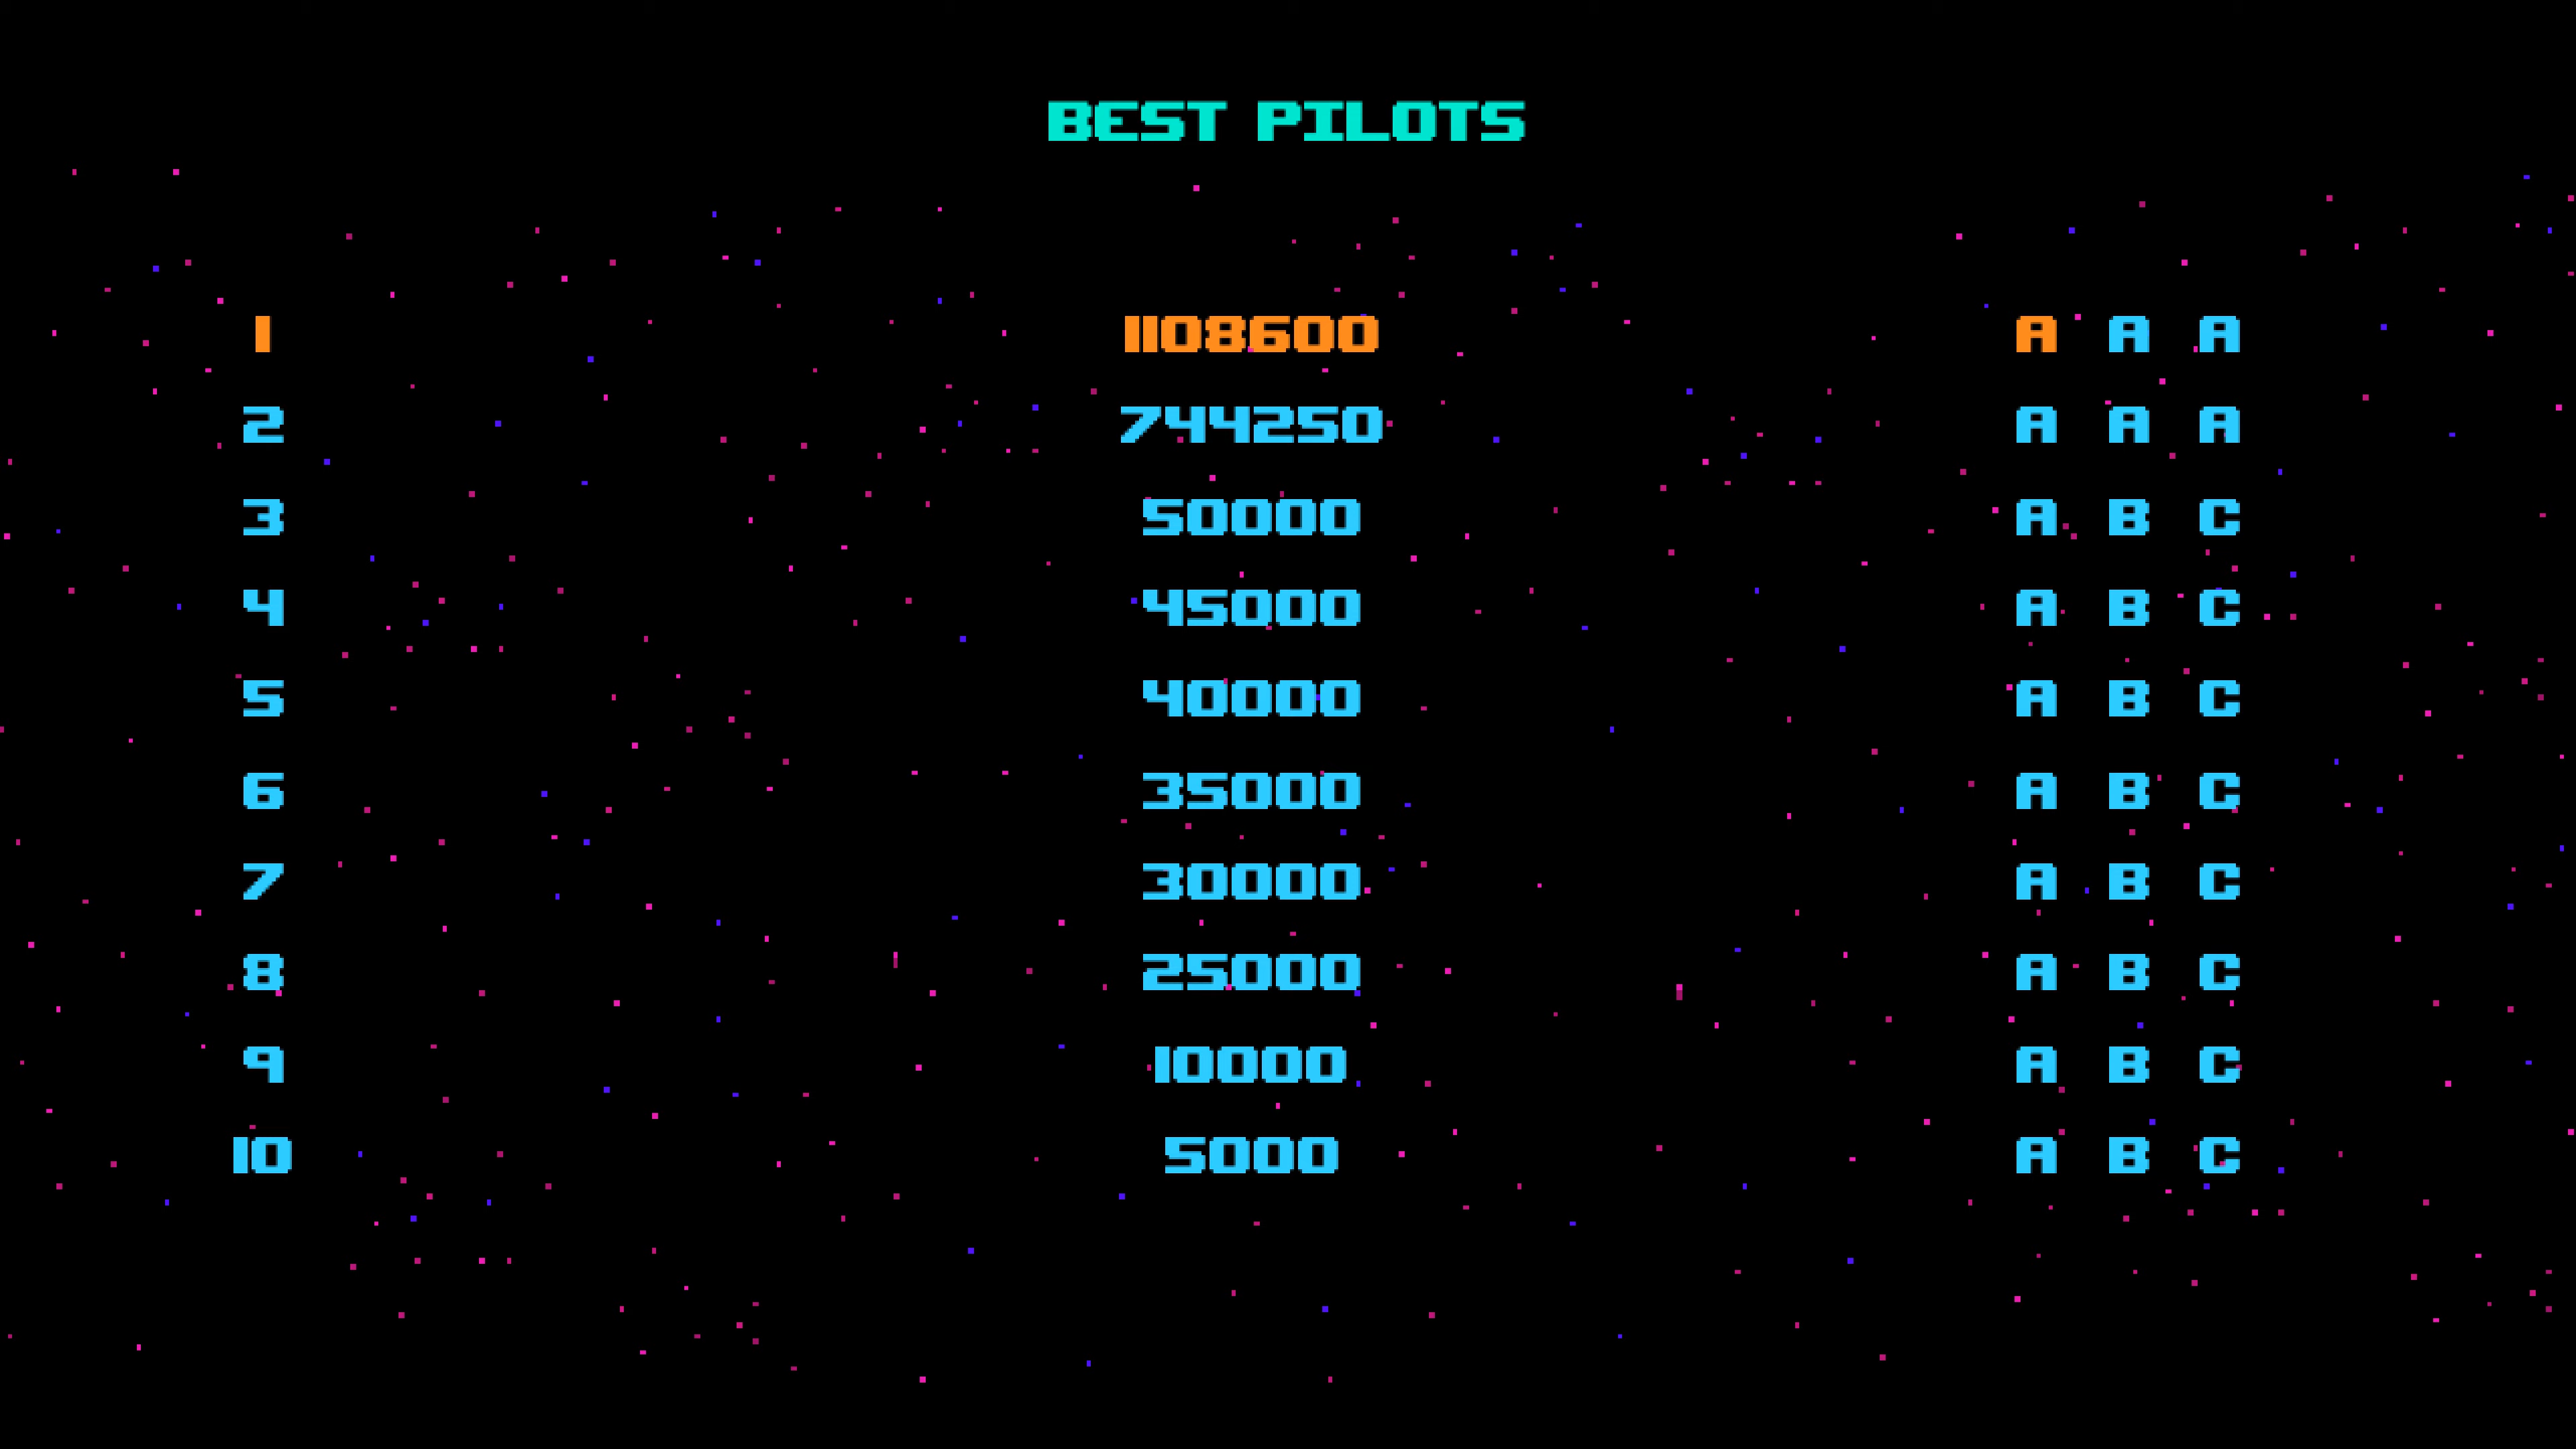 BEST PILOTS
1 1108600 A A A
2 744250 A A A
3 50000 A B C
4 45000 A B C
5 40000 A B C
6 35000 A B C
7 30000 A B C
8 25000 A B C
9 10000 A B C
10 5000 A B C